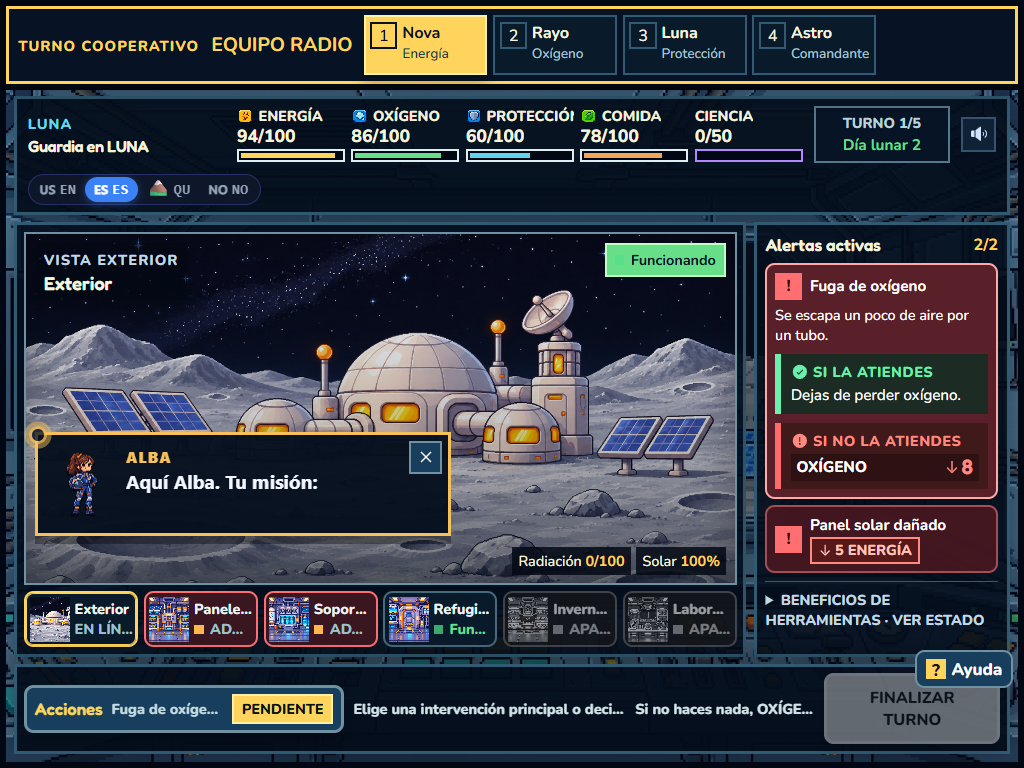 TURNO COOPERATIVO EQUIPO RADIO
1 Nova
Energía
2 Rayo
Oxígeno
3 Luna
Protección
4 Astro
Comandante
LUNA
Guardia en LUNA
ENERGÍA
94/100
OXÍGENO
86/100
PROTECCIÓN
60/100
COMIDA
78/100
CIENCIA
0/50
TURNO 1/5
Día lunar 2
US EN
ES ES
QU
NO NO
VISTA EXTERIOR
Exterior
Funcionando
ALBA
Aquí Alba. Tu misión:
Radiación 0/100
Solar 100%
Exterior
EN LÍN...
Panele...
AD...
Sopor...
AD...
Refugi...
Fun...
Invern...
APA...
Labor...
APA...
Alertas activas 2/2
! Fuga de oxígeno
Se escapa un poco de aire por
un tubo.
SI LA ATIENDES
Dejas de perder oxígeno.
! SI NO LA ATIENDES
OXÍGENO ↓8
! Panel solar dañado
↓ 5 ENERGÍA
▶ BENEFICIOS DE
HERRAMIENTAS · VER ESTADO
? Ayuda
Acciones Fuga de oxíge... PENDIENTE
Elige una intervención principal o deci...
Si no haces nada, OXÍGE...
FINALIZAR
TURNO